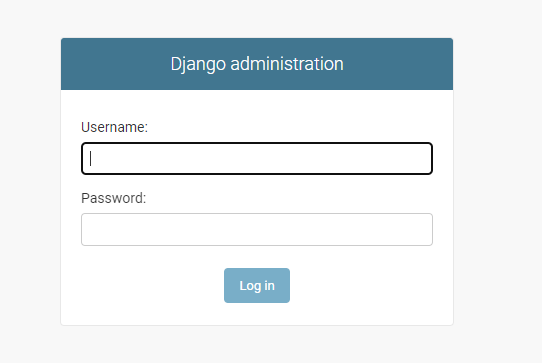 Django administration
Username:
Password:
Log in